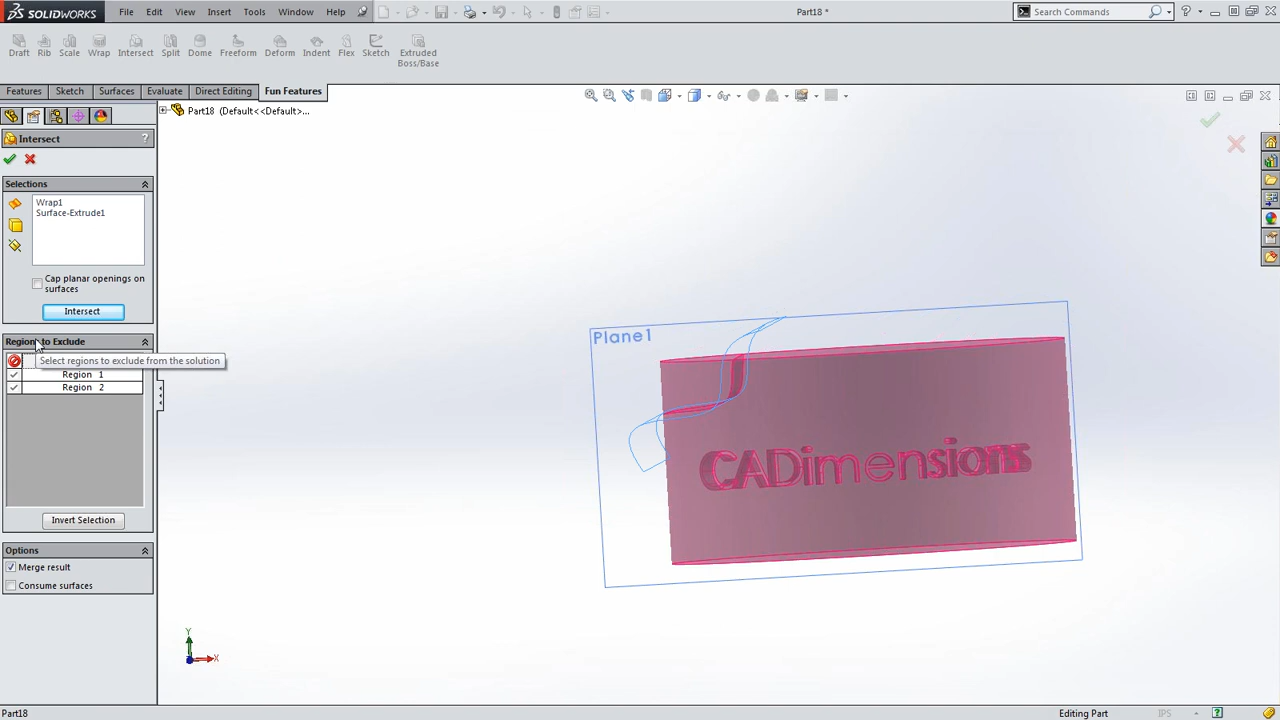 SOLIDWORKS File Edit View Insert Tools Window Help Part18 * Search Commands
Draft Rib Scale Wrap Intersect Split Dome Freeform Deform Indent Flex Sketch Extruded
Boss/Base
Features Sketch Surfaces Evaluate Direct Editing Fun Features
Part18 (Default<<Default>...
Intersect ?
Selections
Wrap1
Surface-Extrude1
Cap planar openings on
surfaces
Intersect
Regions to Exclude
Select regions to exclude from the solution
Region 1
Region 2
Invert Selection
Options
Merge result
Consume surfaces
Plane1
CADimensions
Y
X
Part18 Editing Part IPS